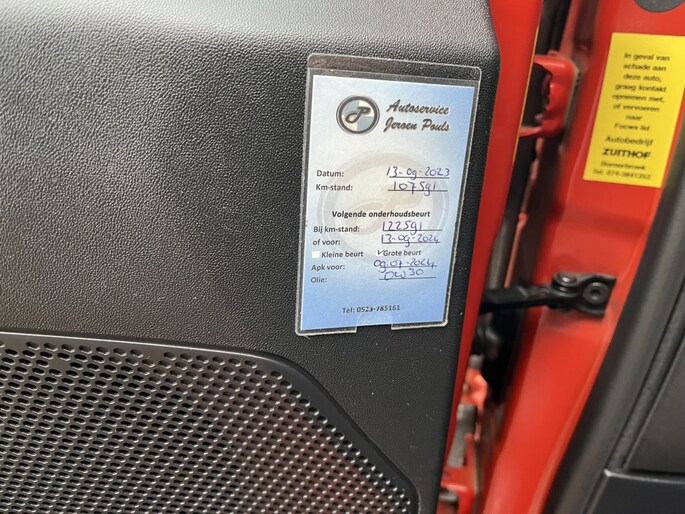 P
Autoservice
Jeroen Pouls
Datum: 13-09-2023
Km-stand: 107591
Volgende onderhoudsbeurt
Bij km-stand: 122591
of voor: 13-09-2024
Kleine beurt ✓Grote beurt
Apk voor: 09-07-2024
Olie: 0W30
Tel: 0523-785161
In geval van
schade aan
deze auto,
graag kontakt
opnemen met,
of vervoeren
naar
Focwa lid
Autobedrijf
ZUITHOF